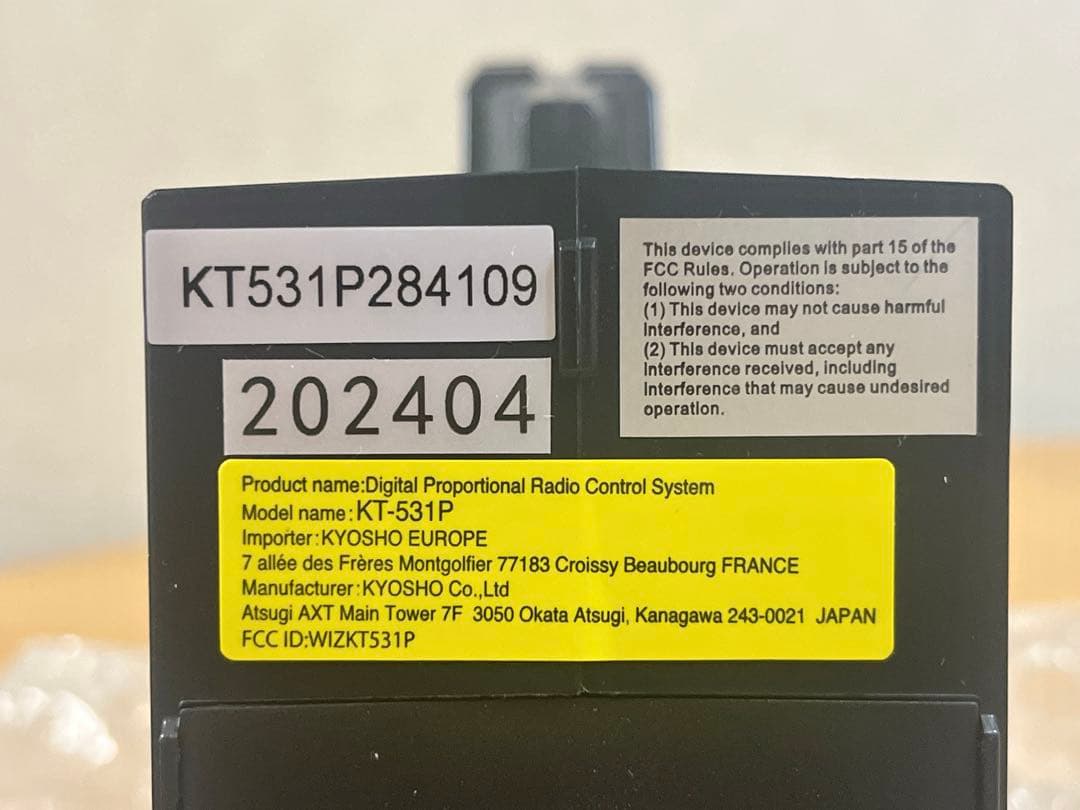 KT531P284109
202404
This device complies with part 15 of the
FCC Rules. Operation is subject to the
following two conditions:
(1) This device may not cause harmful
interference, and
(2) This device must accept any
interference received, including
interference that may cause undesired
operation.
Product name:Digital Proportional Radio Control System
Model name:KT-531P
Importer:KYOSHO EUROPE
7 allée des Frères Montgolfier 77183 Croissy Beaubourg FRANCE
Manufacturer:KYOSHO Co.,Ltd
Atsugi AXT Main Tower 7F 3050 Okata Atsugi, Kanagawa 243-0021 JAPAN
FCC ID:WIZKT531P